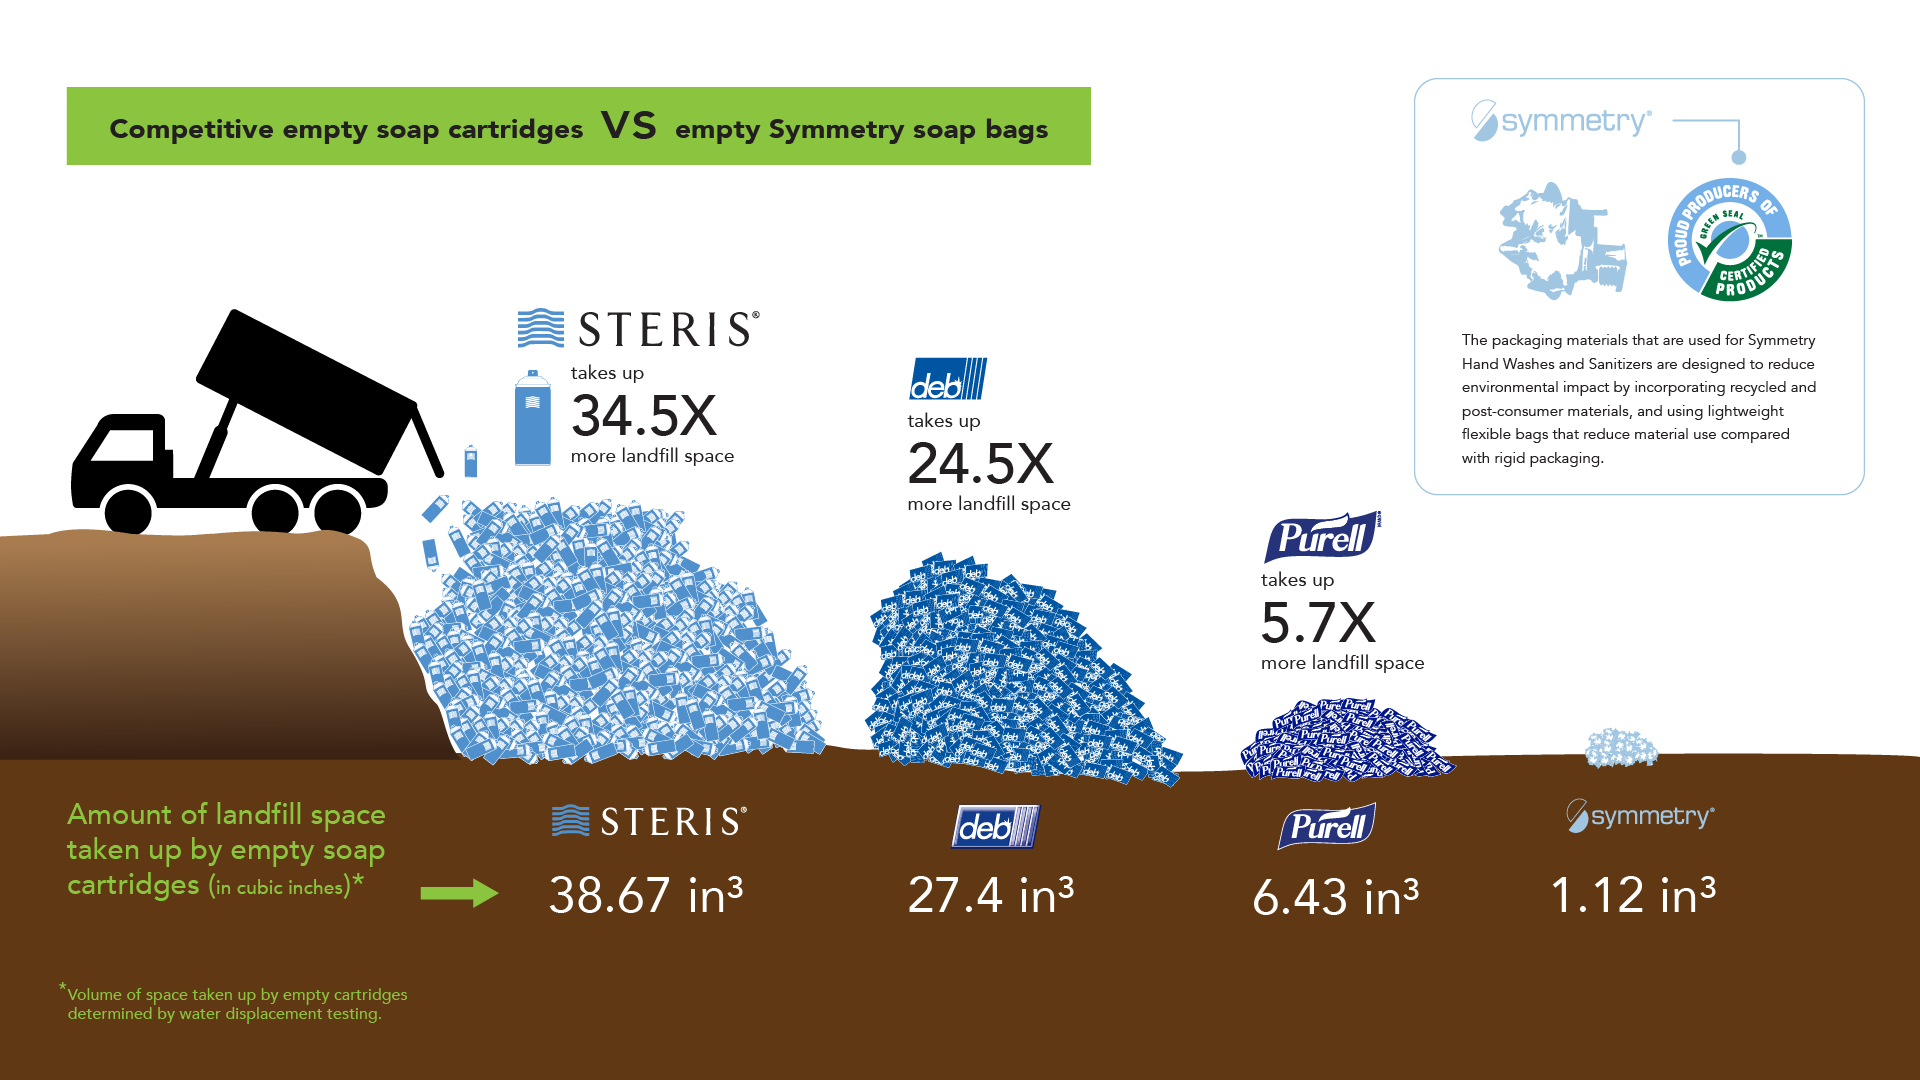 Competitive empty soap cartridges VS empty Symmetry soap bags
symmetry®
PROUD PRODUCERS OF
GREEN SEAL™
CERTIFIED
PRODUCTS
The packaging materials that are used for Symmetry
Hand Washes and Sanitizers are designed to reduce
environmental impact by incorporating recycled and
post-consumer materials, and using lightweight
flexible bags that reduce material use compared
with rigid packaging.
STERIS®
takes up
34.5X
more landfill space
deb
takes up
24.5X
more landfill space
Purell
takes up
5.7X
more landfill space
Amount of landfill space
taken up by empty soap
cartridges (in cubic inches)*
STERIS®
38.67 in³
deb
27.4 in³
Purell
6.43 in³
symmetry®
1.12 in³
*Volume of space taken up by empty cartridges
determined by water displacement testing.